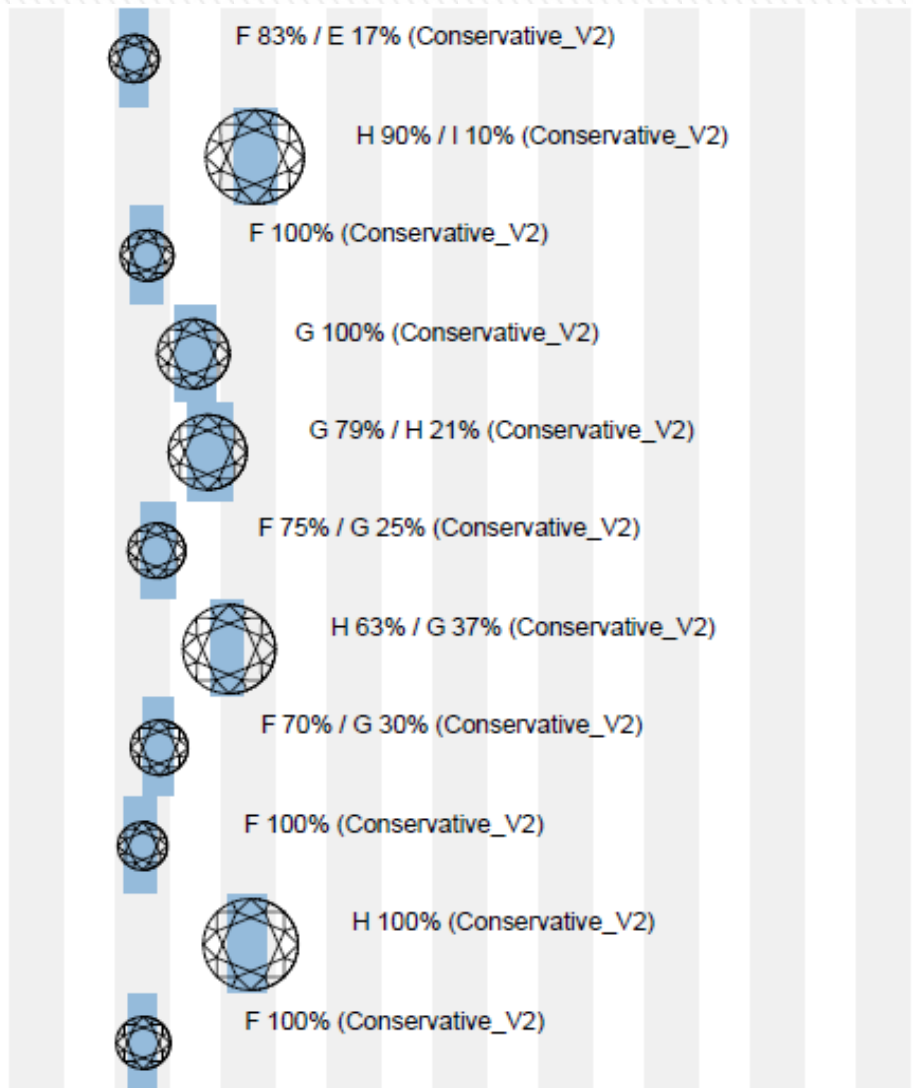 F 83% / E 17% (Conservative_V2)
H 90% / I 10% (Conservative_V2)
F 100% (Conservative_V2)
G 100% (Conservative_V2)
G 79% / H 21% (Conservative_V2)
F 75% / G 25% (Conservative_V2)
H 63% / G 37% (Conservative_V2)
F 70% / G 30% (Conservative_V2)
F 100% (Conservative_V2)
H 100% (Conservative_V2)
F 100% (Conservative_V2)